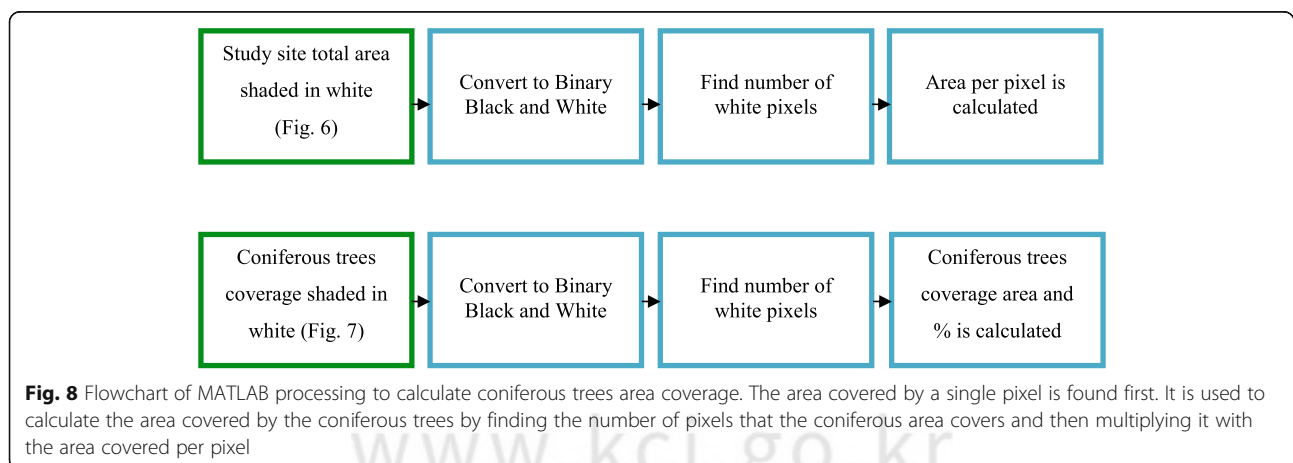 Study site total area
shaded in white
(Fig. 6)
Convert to Binary
Black and White
Find number of
white pixels
Area per pixel is
calculated
Coniferous trees
coverage shaded in
white (Fig. 7)
Convert to Binary
Black and White
Find number of
white pixels
Coniferous trees
coverage area and
% is calculated
Fig. 8 Flowchart of MATLAB processing to calculate coniferous trees area coverage. The area covered by a single pixel is found first. It is used to
calculate the area covered by the coniferous trees by finding the number of pixels that the coniferous area covers and then multiplying it with
the area covered per pixel
www.kci.go.kr